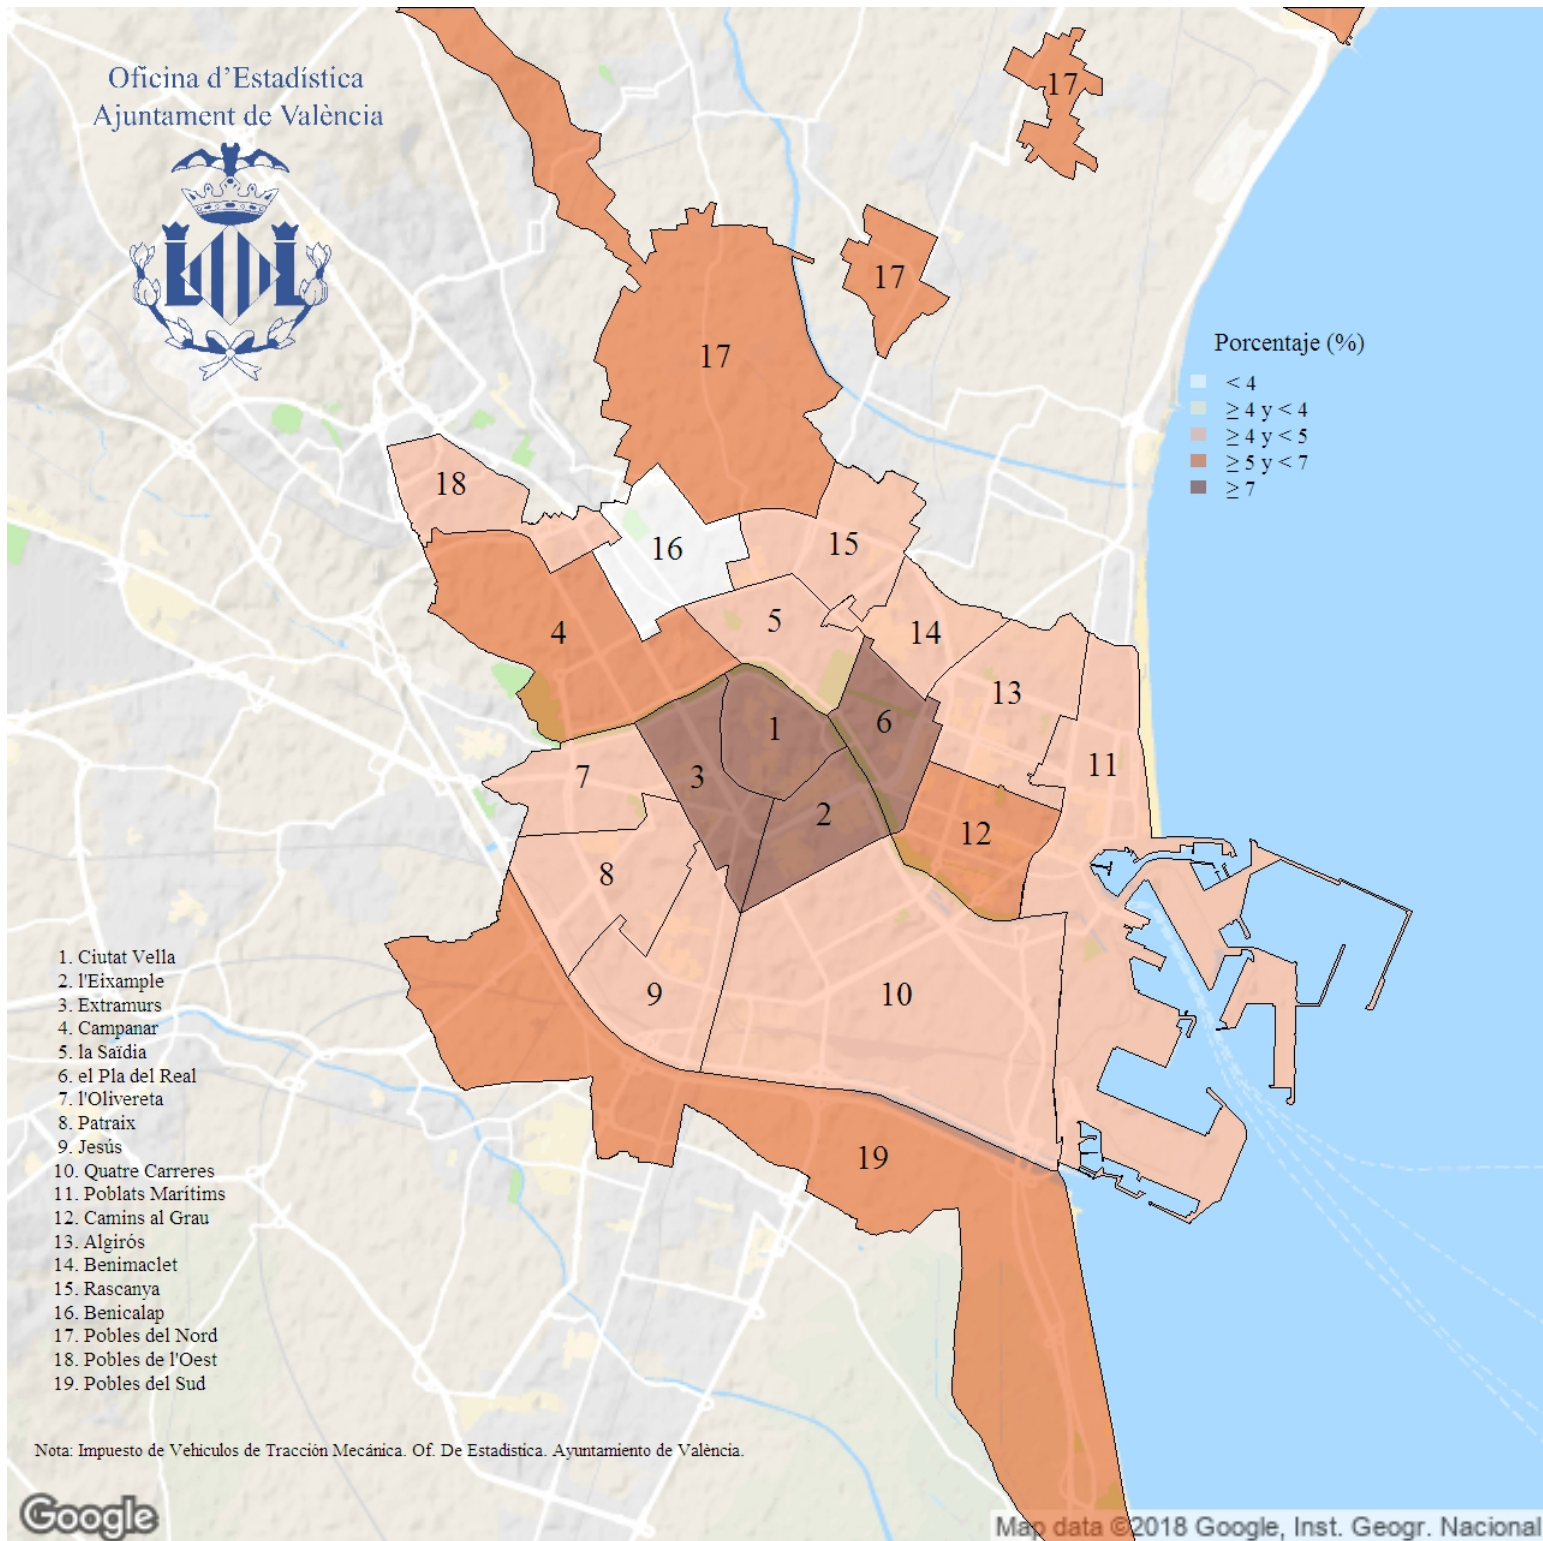 Oficina d'Estadística
Ajuntament de València
17
17
17
Porcentaje (%)
< 4
≥ 4 y < 4
≥ 4 y < 5
≥ 5 y < 7
≥ 7
18
16
15
5
4
14
13
6
1
11
3
7
2
12
8
9
10
19
1. Ciutat Vella
2. l'Eixample
3. Extramurs
4. Campanar
5. la Saïdia
6. el Pla del Real
7. l'Olivereta
8. Patraix
9. Jesús
10. Quatre Carreres
11. Poblats Marítims
12. Camins al Grau
13. Algirós
14. Benimaclet
15. Rascanya
16. Benicalap
17. Pobles del Nord
18. Pobles de l'Oest
19. Pobles del Sud
Nota: Impuesto de Vehiculos de Tracción Mecánica. Of. De Estadistica. Ayuntamiento de València.
Google
Map data ©2018 Google, Inst. Geogr. Nacional